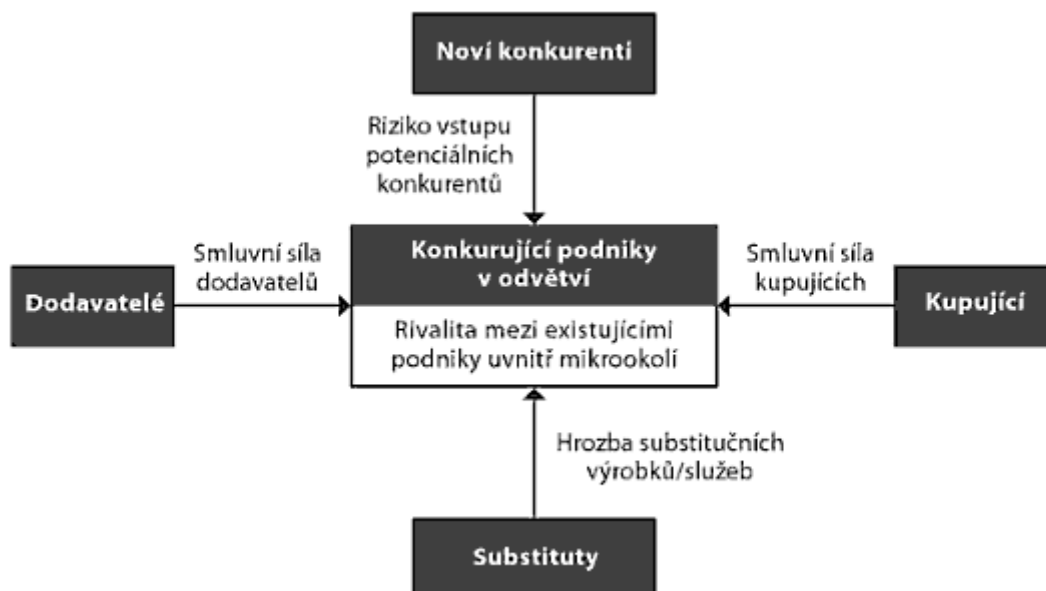 Noví konkurenti
Riziko vstupu
potenciálních
konkurentů
Smluvní síla
dodavatelů
Konkurující podniky
v odvětví
Smluvní síla
kupujících
Dodavatelé
Kupující
Rivalita mezi existujícími
podniky uvnitř mikrookolí
Hrozba substitučních
výrobků/služeb
Substituty